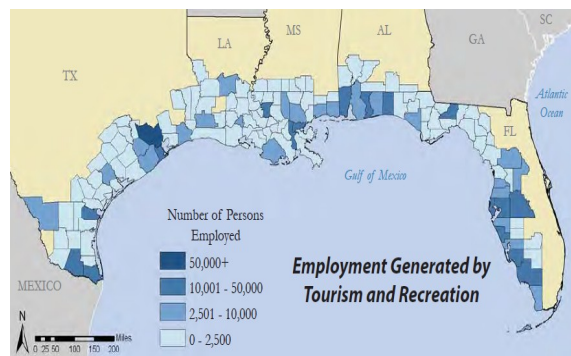 SC
MS
AL
GA
LA
TX
Atlantic
Ocean
FL
Gulf of Mexico
Number of Persons
Employed
50,000+
10,001 - 50,000
2,501 - 10,000
0 - 2,500
Employment Generated by
Tourism and Recreation
MEXICO
N
Miles
0 25 50 100 150 200